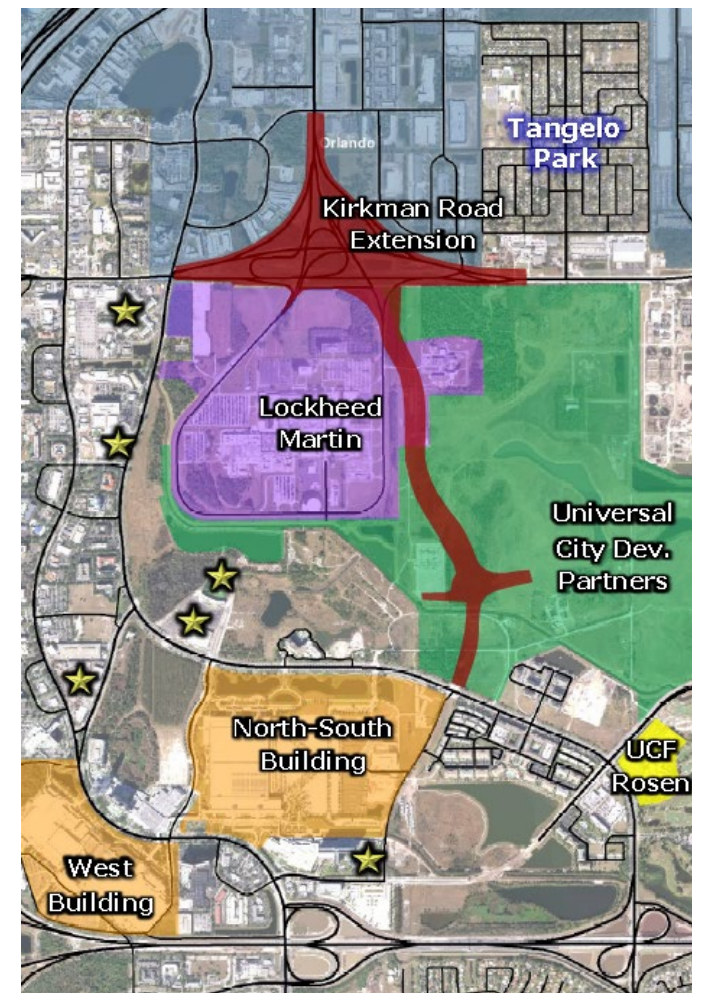 Tangelo
Park
Orlando
Kirkman Road
Extension
Lockheed
Martin
Universal
City Dev.
Partners
North-South
Building
UCF
Rosen
West
Building